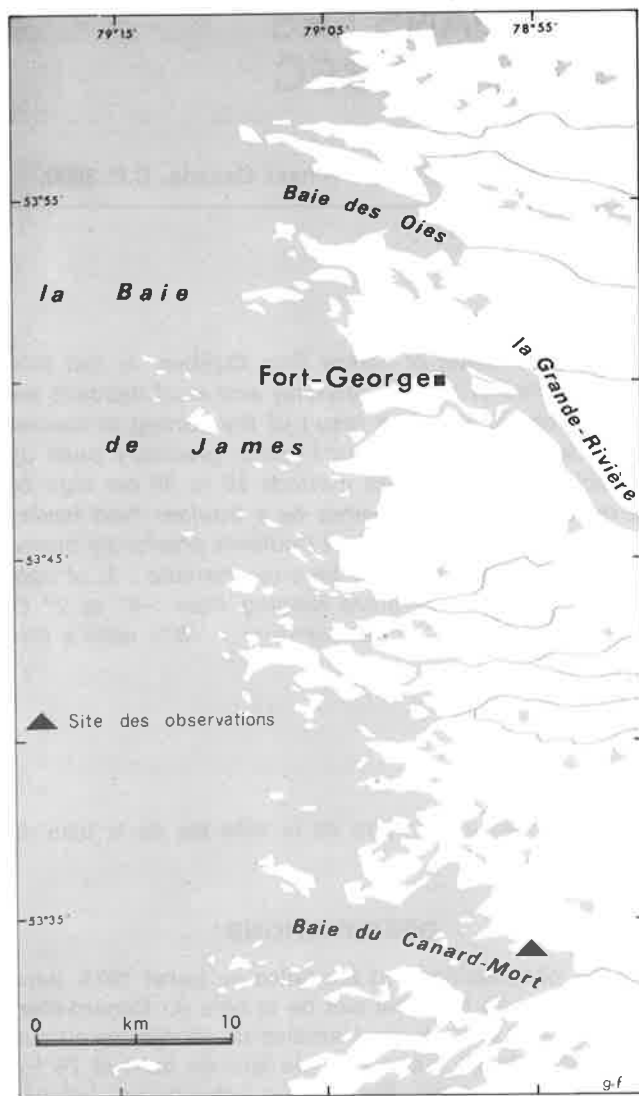 79°15'
79°05'
78°55'
53°55'
Baie des Oies
la Baie
la Grande-Rivière
Fort-George
de James
53°45'
Site des observations
53°35'
Baie du Canard-Mort
0 km 10
g-f